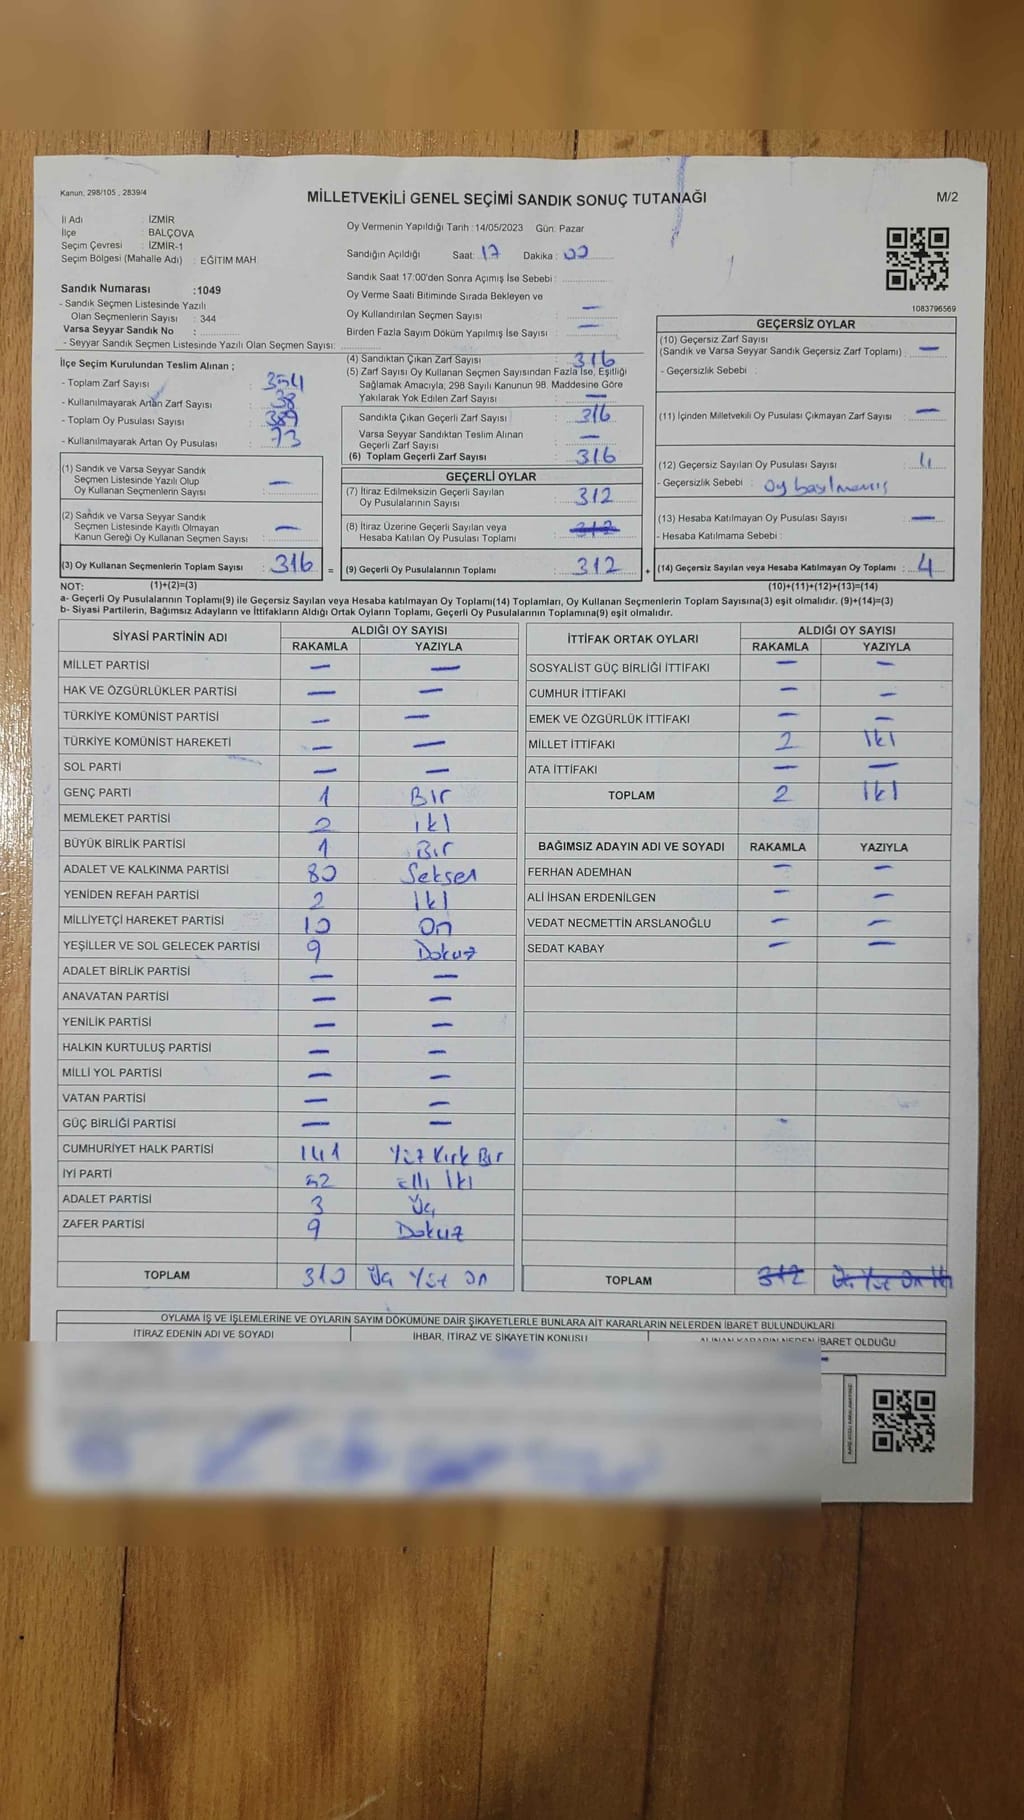 Kanun, 298/105 , 2839/4
MİLLETVEKİLİ GENEL SEÇİMİ SANDIK SONUÇ TUTANAĞI
M/2
İl Adı : İZMİR
İlçe : BALÇOVA
Seçim Çevresi : İZMİR-1
Seçim Bölgesi (Mahalle Adı) : EĞİTİM MAH
Oy Vermenin Yapıldığı Tarih : 14/05/2023 Gün: Pazar
Sandığın Açıldığı Saat: 17 Dakika: 00
Sandık Saat 17:00'den Sonra Açımış İse Sebebi :
Oy Verme Saati Bitiminde Sırada Bekleyen ve
Oy Kullandırılan Seçmen Sayısı —
Birden Fazla Sayım Döküm Yapılmış İse Sayısı : —
Sandık Numarası :1049
- Sandık Seçmen Listesinde Yazılı
Olan Seçmenlerin Sayısı : 344
Varsa Seyyar Sandık No :
- Seyyar Sandık Seçmen Listesinde Yazılı Olan Seçmen Sayısı:
1083796569
İlçe Seçim Kurulundan Teslim Alınan ;
- Toplam Zarf Sayısı : 354
- Kullanılmayarak Artan Zarf Sayısı : 38
- Toplam Oy Pusulası Sayısı : 389
- Kullanılmayarak Artan Oy Pusulası : 73
(4) Sandıktan Çıkan Zarf Sayısı : 316
(5) Zarf Sayısı Oy Kullanan Seçmen Sayısından Fazla İse, Eşitliği
Sağlamak Amacıyla, 298 Sayılı Kanunun 98. Maddesine Göre
Yakılarak Yok Edilen Zarf Sayısı : —
Sandıkta Çıkan Geçerli Zarf Sayısı : 316
Varsa Seyyar Sandıktan Teslim Alınan
Geçerli Zarf Sayısı : —
(6) Toplam Geçerli Zarf Sayısı : 316
GEÇERSİZ OYLAR
(10) Geçersiz Zarf Sayısı
(Sandık ve Varsa Seyyar Sandık Geçersiz Zarf Toplamı) : —
- Geçersizlik Sebebi :
(11) İçinden Milletvekili Oy Pusulası Çıkmayan Zarf Sayısı : —
(12) Geçersiz Sayılan Oy Pusulası Sayısı : 4
- Geçersizlik Sebebi : oy
(13) Hesaba Katılmayan Oy Pusulası Sayısı : —
- Hesaba Katılmama Sebebi :
(1) Sandık ve Varsa Seyyar Sandık
Seçmen Listesinde Yazılı Olup
Oy Kullanan Seçmenlerin Sayısı : —
(2) Sandık ve Varsa Seyyar Sandık
Seçmen Listesinde Kayıtlı Olmayan
Kanun Gereği Oy Kullanan Seçmen Sayısı : —
GEÇERLİ OYLAR
(7) İtiraz Edilmeksizin Geçerli Sayılan
Oy Pusulalarının Sayısı : 312
(8) İtiraz Üzerine Geçerli Sayılan veya
Hesaba Katılan Oy Pusulası Toplamı : 312
(3) Oy Kullanan Seçmenlerin Toplam Sayısı : 316 = (9) Geçerli Oy Pusulalarının Toplamı : 312 + (14) Geçersiz Sayılan veya Hesaba Katılmayan Oy Toplamı : 4
NOT: (1)+(2)=(3) (10)+(11)+(12)+(13)=(14)
a- Geçerli Oy Pusulalarının Toplamı(9) ile Geçersiz Sayılan veya Hesaba katılmayan Oy Toplamı(14) Toplamları, Oy Kullanan Seçmenlerin Toplam Sayısına(3) eşit olmalıdır. (9)+(14)=(3)
b- Siyasi Partilerin, Bağımsız Adayların ve İttifakların Aldığı Ortak Oyların Toplamı, Geçerli Oy Pusulalarının Toplamına(9) eşit olmalıdır.
SİYASİ PARTİNİN ADI ALDIĞI OY SAYISI
RAKAMLA YAZIYLA
MİLLET PARTİSİ — —
HAK VE ÖZGÜRLÜKLER PARTİSİ — —
TÜRKİYE KOMÜNİST PARTİSİ — —
TÜRKİYE KOMÜNİST HAREKETİ — —
SOL PARTİ — —
GENÇ PARTİ 1 Bir
MEMLEKET PARTİSİ 2 iki
BÜYÜK BİRLİK PARTİSİ 1 Bir
ADALET VE KALKINMA PARTİSİ 80 Seksen
YENİDEN REFAH PARTİSİ 2 İki
MİLLİYETÇİ HAREKET PARTİSİ 10 On
YEŞİLLER VE SOL GELECEK PARTİSİ 9 Dokuz
ADALET BİRLİK PARTİSİ — —
ANAVATAN PARTİSİ — —
YENİLİK PARTİSİ — —
HALKIN KURTULUŞ PARTİSİ — —
MİLLİ YOL PARTİSİ — —
VATAN PARTİSİ — —
GÜÇ BİRLİĞİ PARTİSİ — —
CUMHURİYET HALK PARTİSİ 141 Yüz Kırk Bir
İYİ PARTİ 52 Elli İki
ADALET PARTİSİ 3 Üç
ZAFER PARTİSİ 9 Dokuz
TOPLAM 310 Üç Yüz On
İTTİFAK ORTAK OYLARI ALDIĞI OY SAYISI
RAKAMLA YAZIYLA
SOSYALİST GÜÇ BİRLİĞİ İTTİFAKI — —
CUMHUR İTTİFAKI — —
EMEK VE ÖZGÜRLÜK İTTİFAKI — —
MİLLET İTTİFAKI 2 İki
ATA İTTİFAKI — —
TOPLAM 2 İki
BAĞIMSIZ ADAYIN ADI VE SOYADI RAKAMLA YAZIYLA
FERHAN ADEMHAN — —
ALİ İHSAN ERDENİLGEN — —
VEDAT NECMETTİN ARSLANOĞLU — —
SEDAT KABAY — —
TOPLAM 312 Üç Yüz On İki
OYLAMA İŞ VE İŞLEMLERİNE VE OYLARIN SAYIM DÖKÜMÜNE DAİR ŞİKAYETLERLE BUNLARA AİT KARARLARIN NELERDEN İBARET BULUNDUKLARI
İTİRAZ EDENİN ADI VE SOYADI İHBAR, İTİRAZ VE ŞİKAYETİN KONUSU ALINAN KARARIN NEDEN İBARET OLDUĞU